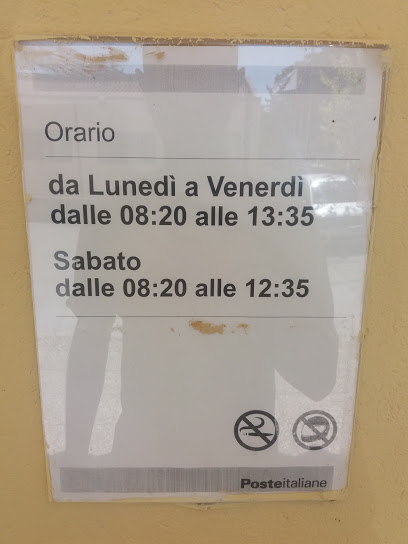 Orario
da Lunedì a Venerdì
dalle 08:20 alle 13:35
Sabato
dalle 08:20 alle 12:35
Posteitaliane